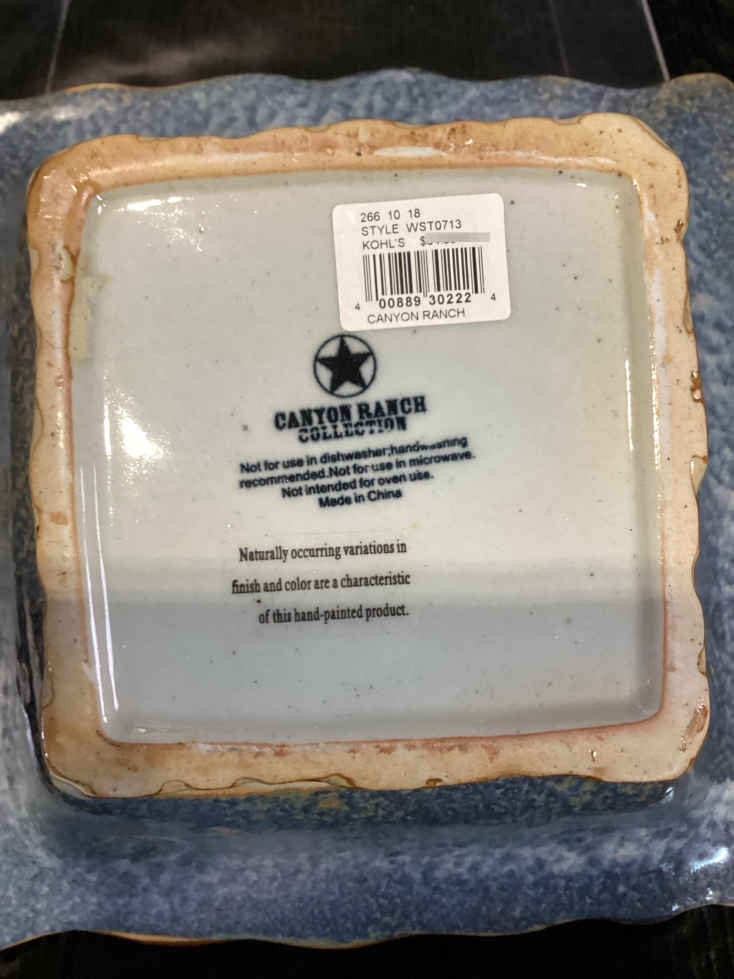 266 10 18
STYLE WST0713
KOHL'S
4 00889 30222 4
CANYON RANCH
CANYON RANCH
COLLECTION
Not for use in dishwasher;handwashing
recommended.Not for use in microwave.
Not intended for oven use.
Made in China
Naturally occurring variations in
finish and color are a characteristic
of this hand-painted product.